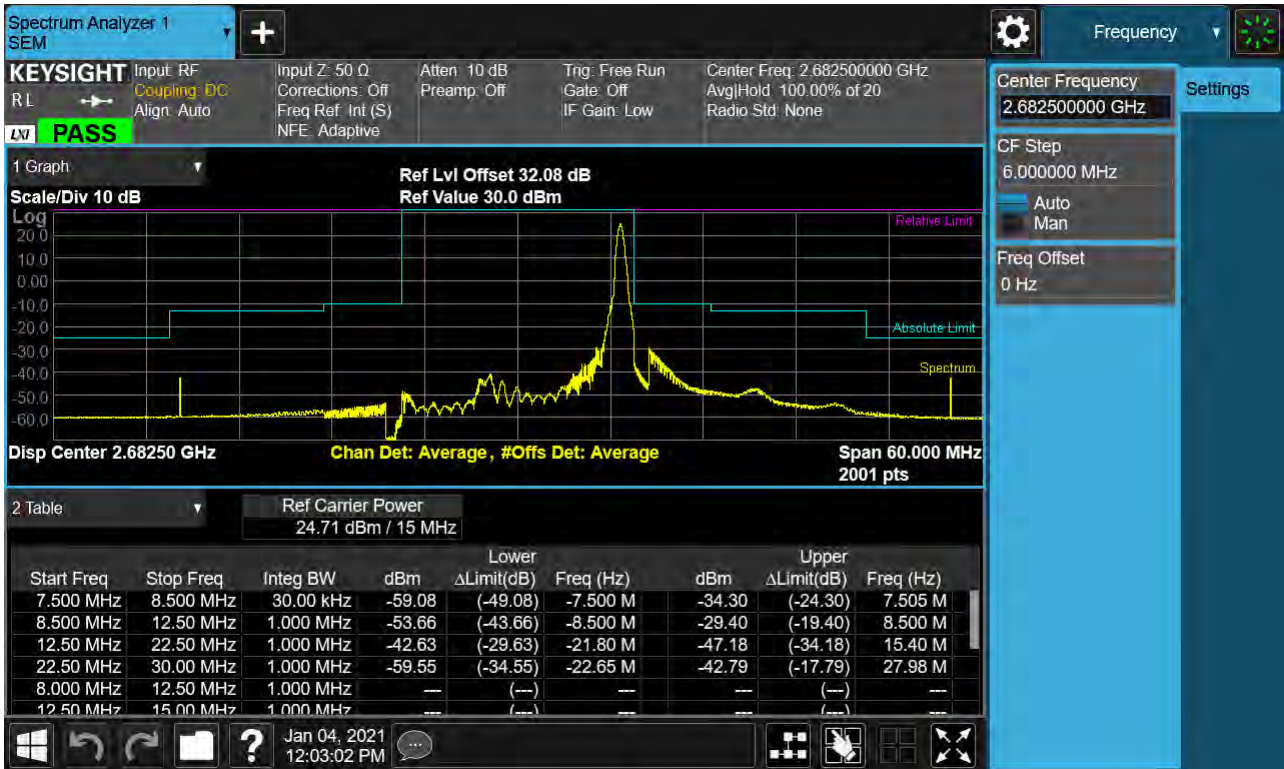 Spectrum Analyzer 1
SEM
Frequency
KEYSIGHT
R L
LXI
PASS
Input: RF
Coupling: DC
Align: Auto
Input Z: 50 Ω
Corrections: Off
Freq Ref: Int (S)
NFE: Adaptive
Atten: 10 dB
Preamp: Off
Trig: Free Run
Gate: Off
IF Gain: Low
Center Freq: 2.682500000 GHz
Avg|Hold: 100.00% of 20
Radio Std: None
Center Frequency
2.682500000 GHz
Settings
CF Step
6.000000 MHz
Auto
Man
Freq Offset
0 Hz
1 Graph
Scale/Div 10 dB
Ref Lvl Offset 32.08 dB
Ref Value 30.0 dBm
Log
20.0
10.0
0.00
-10.0
-20.0
-30.0
-40.0
-50.0
-60.0
Relative Limit
Absolute Limit
Spectrum
Disp Center 2.68250 GHz
Chan Det: Average, #Offs Det: Average
Span 60.000 MHz
2001 pts
2 Table
Ref Carrier Power
24.71 dBm / 15 MHz
Lower Upper
Start Freq Stop Freq Integ BW dBm ΔLimit(dB) Freq (Hz) dBm ΔLimit(dB) Freq (Hz)
7.500 MHz 8.500 MHz 30.00 kHz -59.08 (-49.08) -7.500 M -34.30 (-24.30) 7.505 M
8.500 MHz 12.50 MHz 1.000 MHz -53.66 (-43.66) -8.500 M -29.40 (-19.40) 8.500 M
12.50 MHz 22.50 MHz 1.000 MHz -42.63 (-29.63) -21.80 M -47.18 (-34.18) 15.40 M
22.50 MHz 30.00 MHz 1.000 MHz -59.55 (-34.55) -22.65 M -42.79 (-17.79) 27.98 M
8.000 MHz 12.50 MHz 1.000 MHz --- (---) --- --- (---) ---
12.50 MHz 15.00 MHz 1.000 MHz --- (---) --- --- (---) ---
?
Jan 04, 2021
12:03:02 PM